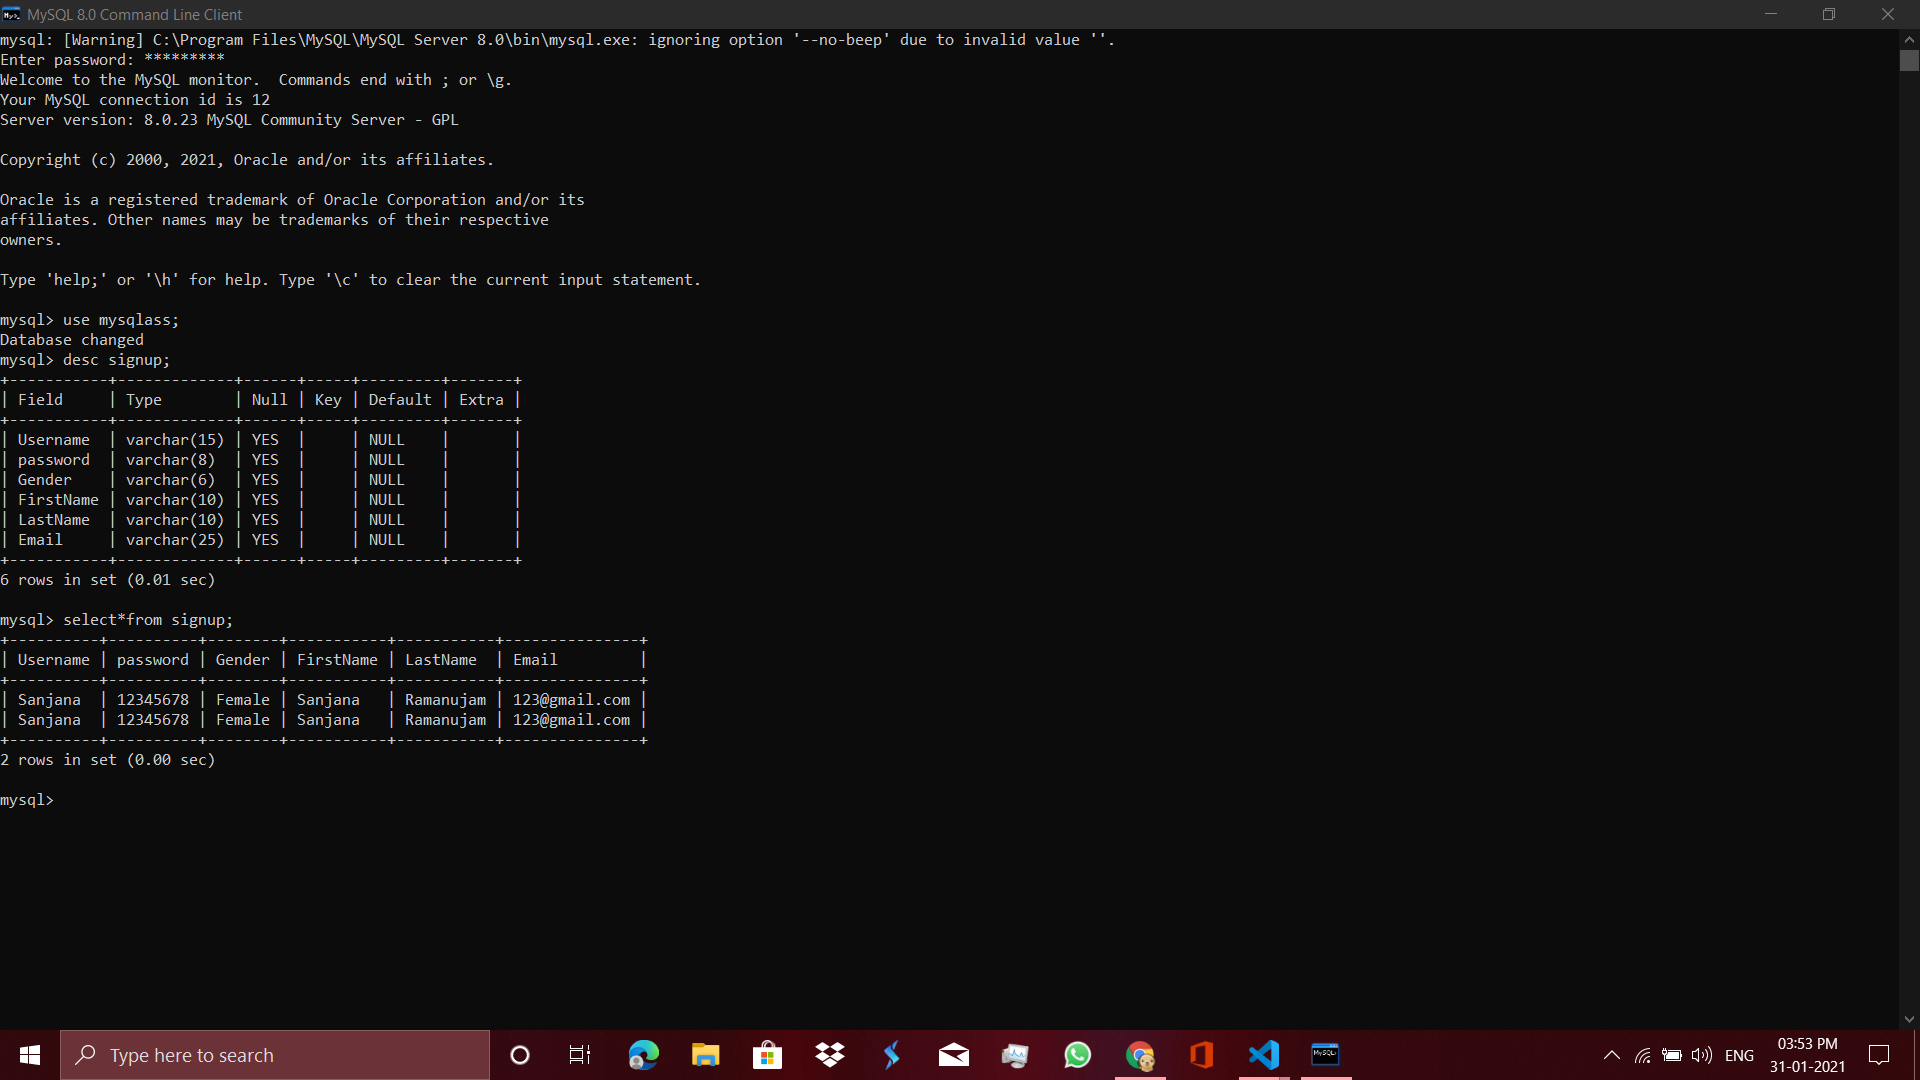 MySQL 8.0 Command Line Client
mysql: [Warning] C:\Program Files\MySQL\MySQL Server 8.0\bin\mysql.exe: ignoring option '--no-beep' due to invalid value ''.
Enter password: *********
Welcome to the MySQL monitor.  Commands end with ; or \g.
Your MySQL connection id is 12
Server version: 8.0.23 MySQL Community Server - GPL

Copyright (c) 2000, 2021, Oracle and/or its affiliates.

Oracle is a registered trademark of Oracle Corporation and/or its
affiliates. Other names may be trademarks of their respective
owners.

Type 'help;' or '\h' for help. Type '\c' to clear the current input statement.

mysql> use mysqlass;
Database changed
mysql> desc signup;
+-----------+-------------+------+-----+---------+-------+
| Field     | Type        | Null | Key | Default | Extra |
+-----------+-------------+------+-----+---------+-------+
| Username  | varchar(15) | YES  |     | NULL    |       |
| password  | varchar(8)  | YES  |     | NULL    |       |
| Gender    | varchar(6)  | YES  |     | NULL    |       |
| FirstName | varchar(10) | YES  |     | NULL    |       |
| LastName  | varchar(10) | YES  |     | NULL    |       |
| Email     | varchar(25) | YES  |     | NULL    |       |
+-----------+-------------+------+-----+---------+-------+
6 rows in set (0.01 sec)

mysql> select*from signup;
+----------+----------+--------+-----------+-----------+---------------+
| Username | password | Gender | FirstName | LastName  | Email         |
+----------+----------+--------+-----------+-----------+---------------+
| Sanjana  | 12345678 | Female | Sanjana   | Ramanujam | 123@gmail.com |
| Sanjana  | 12345678 | Female | Sanjana   | Ramanujam | 123@gmail.com |
+----------+----------+--------+-----------+-----------+---------------+
2 rows in set (0.00 sec)

mysql>
Type here to search
ENG
03:53 PM
31-01-2021